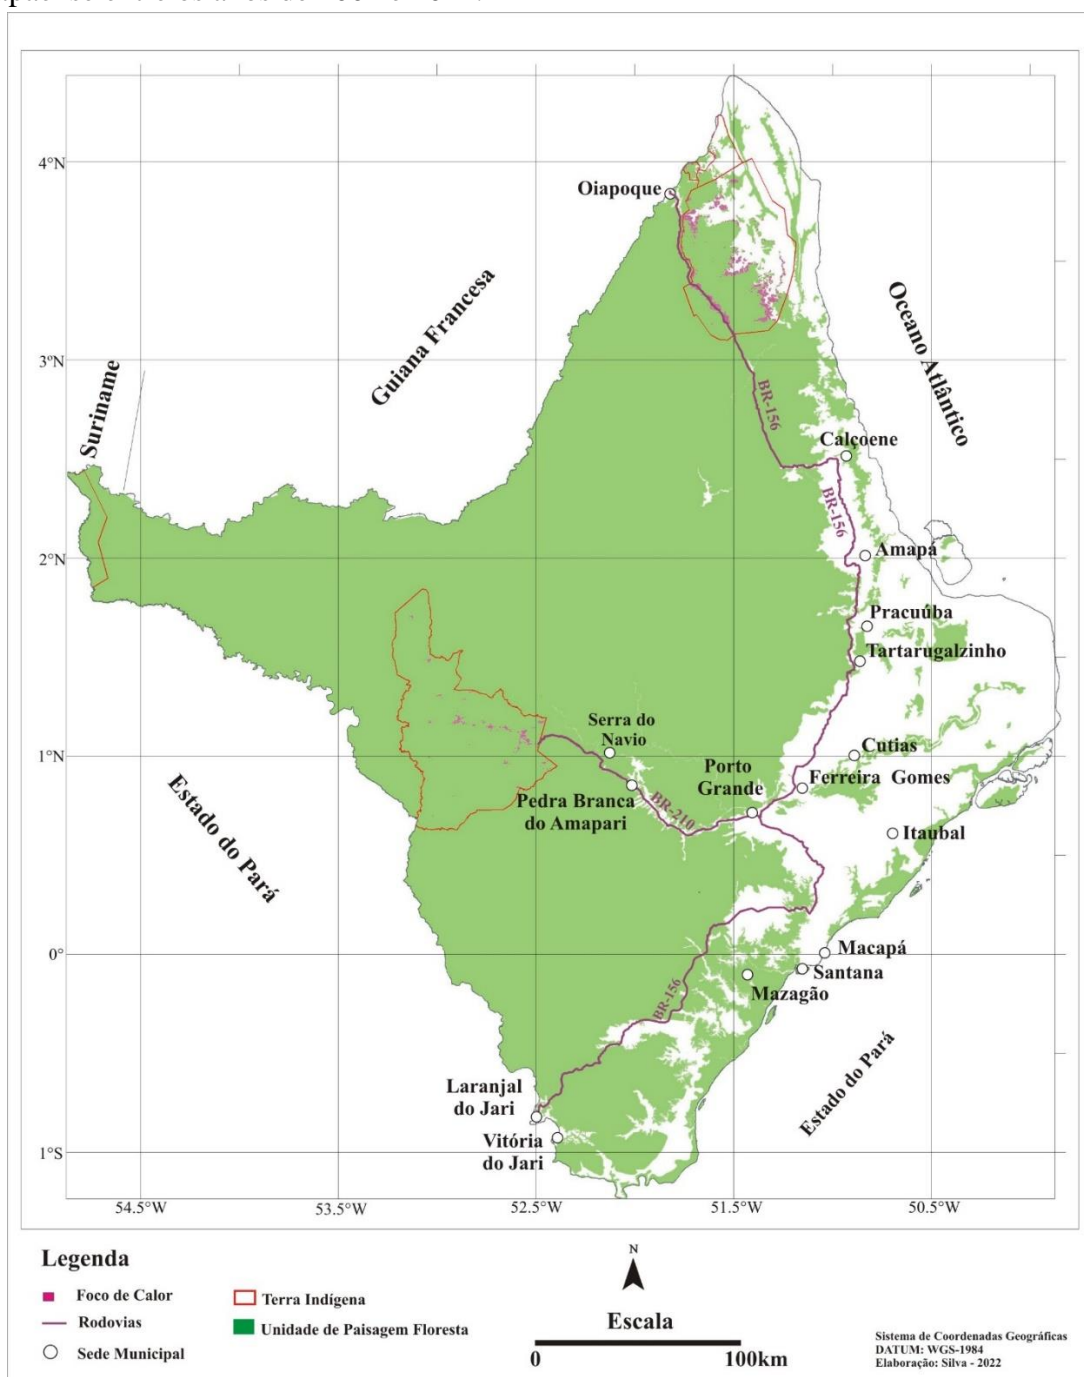 4°N
Oiapoque
Guiana Francesa
Oceano Atlântico
3°N
Suriname
BR-156
Calçoene
BR-156
2°N
Amapá
Pracuúba
Tartarugalzinho
Serra do
Navio
1°N
Cutias
Porto
Grande
Ferreira Gomes
Pedra Branca
do Amapari
BR-210
Itaubal
Estado do Pará
0°
Macapá
Santana
Mazagão
BR-156
Estado do Pará
Laranjal
do Jari
Vitória
do Jari
1°S
54.5°W 53.5°W 52.5°W 51.5°W 50.5°W
Legenda
Foco de Calor
Rodovias
Sede Municipal
Terra Indígena
Unidade de Paisagem Floresta
N
Escala
0 100km
Sistema de Coordenadas Geográficas
DATUM: WGS-1984
Elaboração: Silva - 2022